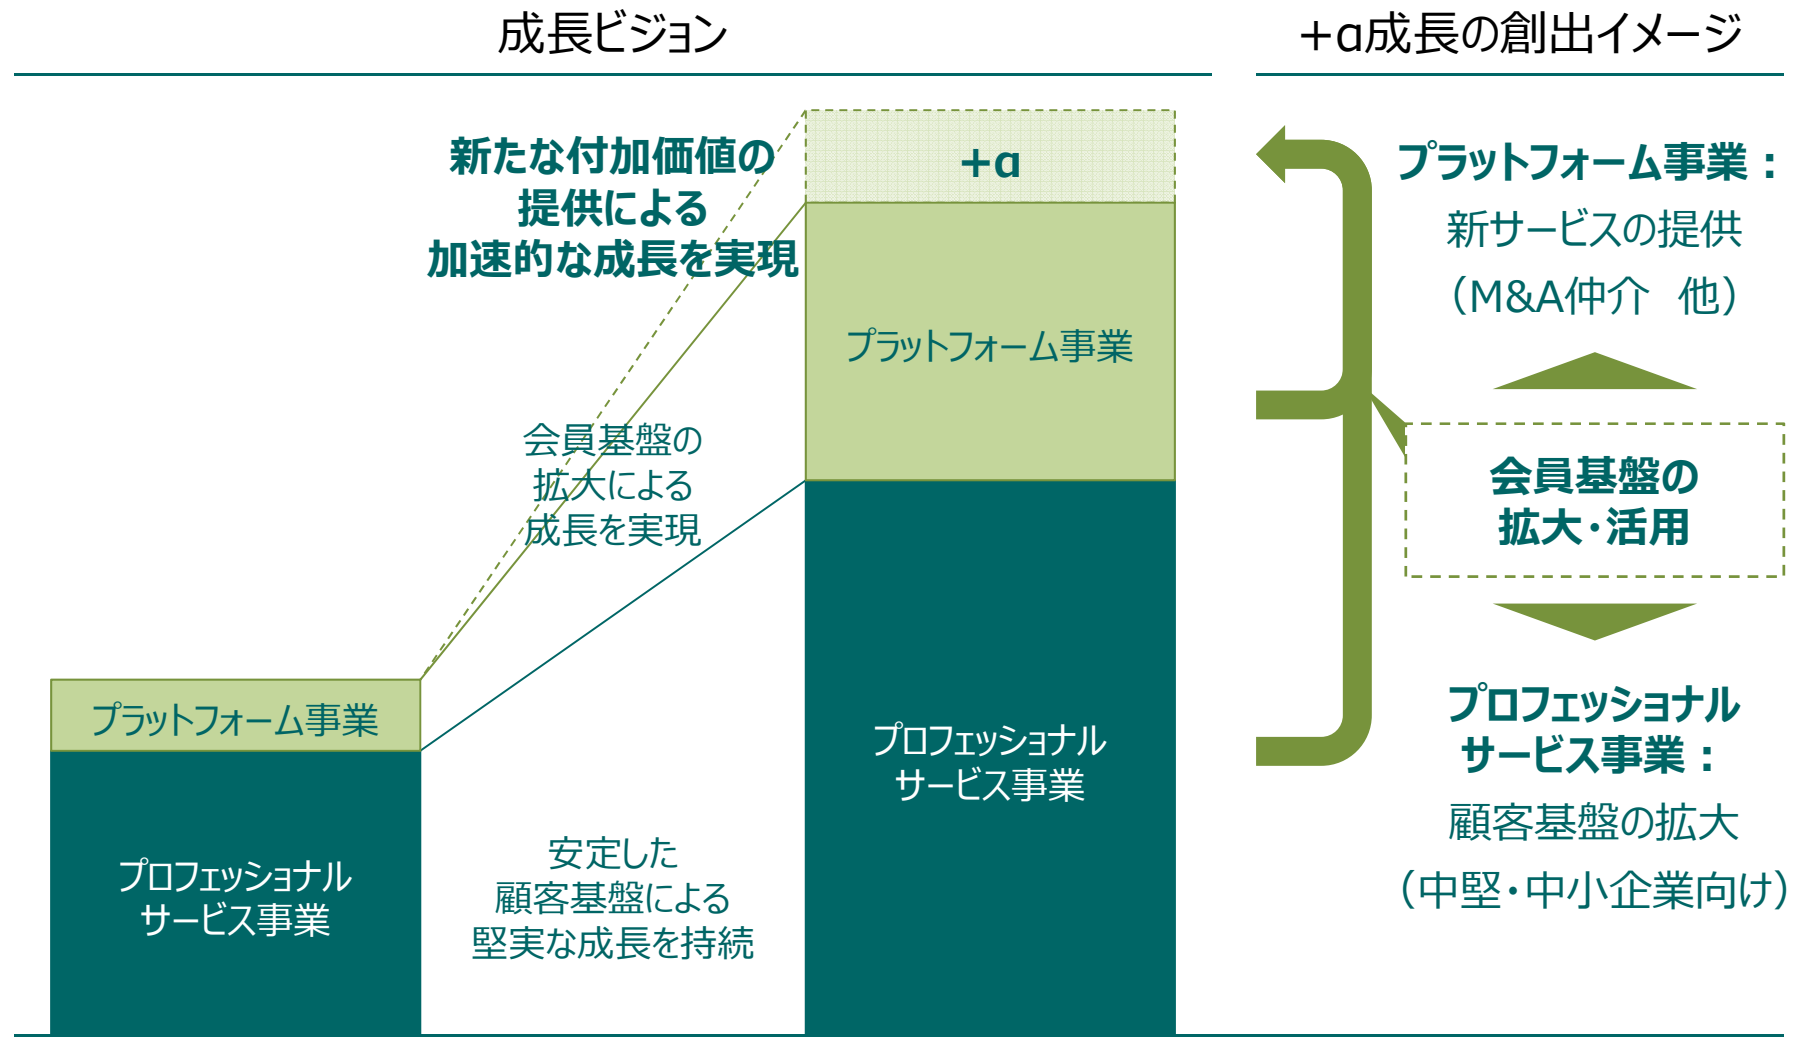 成長ビジョン
新たな付加価値の
提供による
加速的な成長を実現
会員基盤の
拡大による
成長を実現
安定した
顧客基盤による
堅実な成長を持続
プラットフォーム事業
プロフェッショナル
サービス事業
+α
プラットフォーム事業
プロフェッショナル
サービス事業
+α成長の創出イメージ
プラットフォーム事業：
新サービスの提供
（M&A仲介　他）
会員基盤の
拡大・活用
プロフェッショナル
サービス事業：
顧客基盤の拡大
（中堅・中小企業向け）